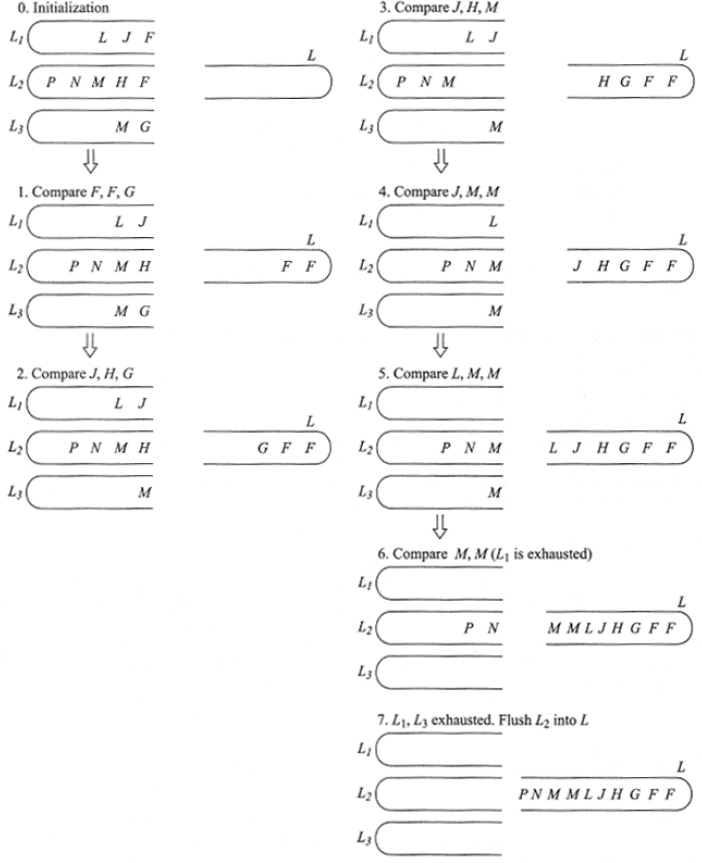 0. Initialization
L1 L J F
L
L2 P N M H F
L3 M G
1. Compare F, F, G
L1 L J
L
L2 P N M H F F
L3 M G
2. Compare J, H, G
L1 L J
L
L2 P N M H G F F
L3 M
3. Compare J, H, M
L1 L J
L
L2 P N M H G F F
L3 M
4. Compare J, M, M
L1 L
L
L2 P N M J H G F F
L3 M
5. Compare L, M, M
L1
L
L2 P N M L J H G F F
L3 M
6. Compare M, M (L1 is exhausted)
L1
L
L2 P N M M L J H G F F
L3
7. L1, L3 exhausted. Flush L2 into L
L1
L
L2 P N M M L J H G F F
L3